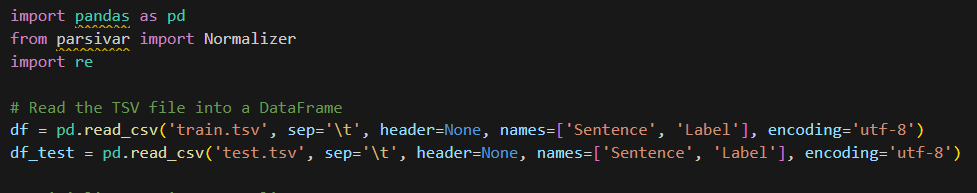 import pandas as pd
from parsivar import Normalizer
import re
# Read the TSV file into a DataFrame
df = pd.read_csv('train.tsv', sep='\t', header=None, names=['Sentence', 'Label'], encoding='utf-8')
df_test = pd.read_csv('test.tsv', sep='\t', header=None, names=['Sentence', 'Label'], encoding='utf-8')